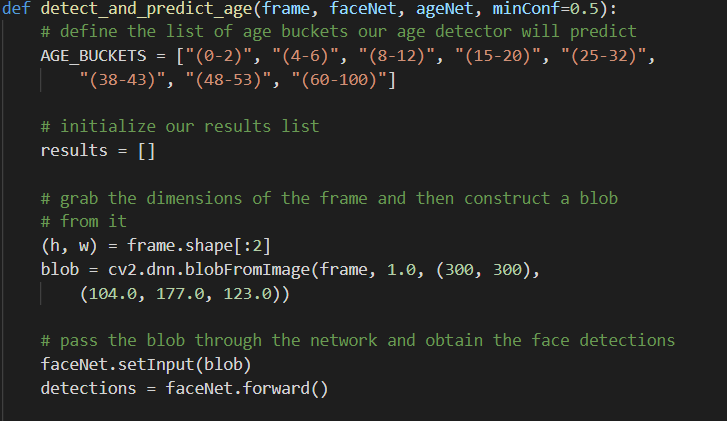 def detect_and_predict_age(frame, faceNet, ageNet, minConf=0.5):
    # define the list of age buckets our age detector will predict
    AGE_BUCKETS = ["(0-2)", "(4-6)", "(8-12)", "(15-20)", "(25-32)",
        "(38-43)", "(48-53)", "(60-100)"]

    # initialize our results list
    results = []

    # grab the dimensions of the frame and then construct a blob
    # from it
    (h, w) = frame.shape[:2]
    blob = cv2.dnn.blobFromImage(frame, 1.0, (300, 300),
        (104.0, 177.0, 123.0))

    # pass the blob through the network and obtain the face detections
    faceNet.setInput(blob)
    detections = faceNet.forward()